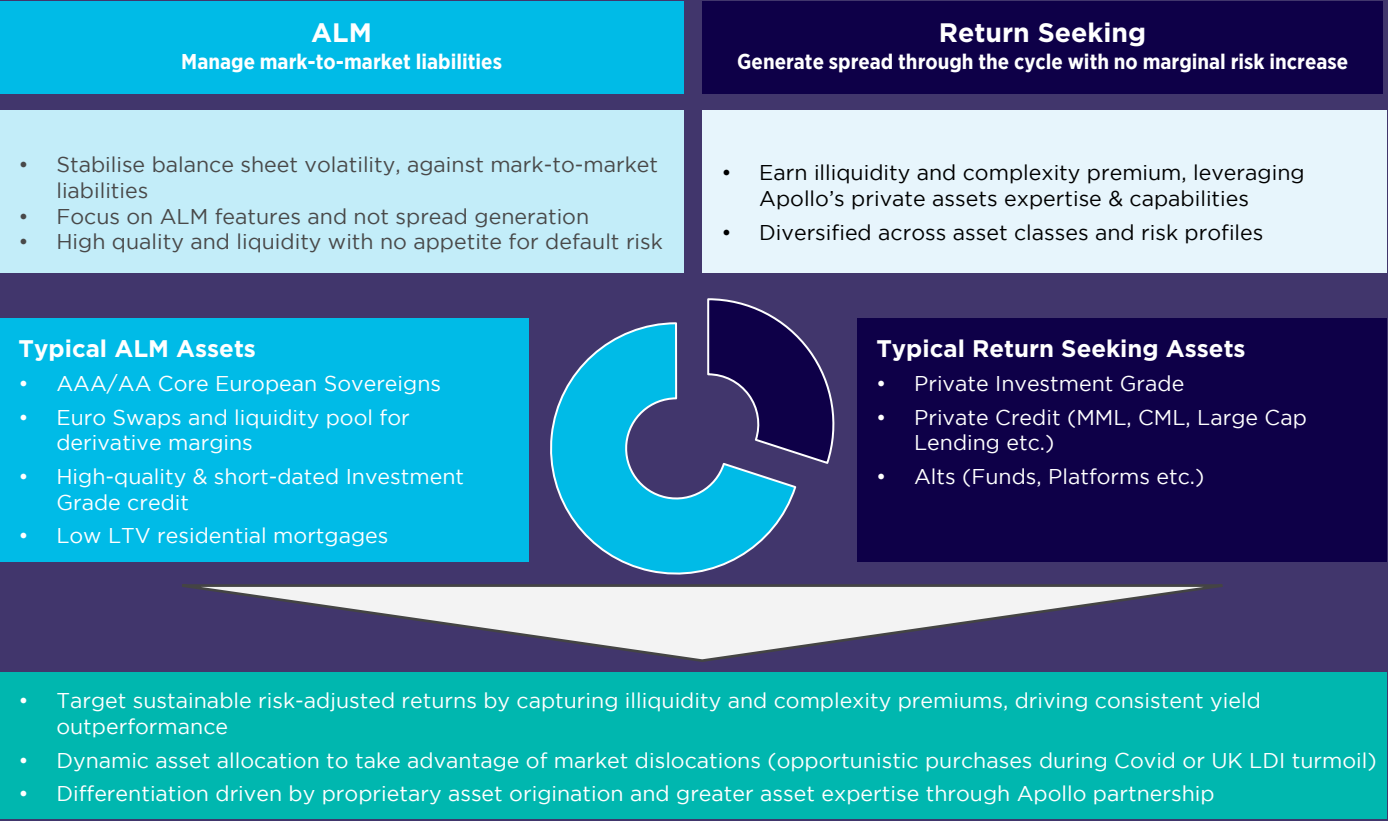 ALM
Manage mark-to-market liabilities
Return Seeking
Generate spread through the cycle with no marginal risk increase
• Stabilise balance sheet volatility, against mark-to-market
liabilities
• Focus on ALM features and not spread generation
• High quality and liquidity with no appetite for default risk
• Earn illiquidity and complexity premium, leveraging
Apollo’s private assets expertise & capabilities
• Diversified across asset classes and risk profiles
Typical ALM Assets
• AAA/AA Core European Sovereigns
• Euro Swaps and liquidity pool for
derivative margins
• High-quality & short-dated Investment
Grade credit
• Low LTV residential mortgages
Typical Return Seeking Assets
• Private Investment Grade
• Private Credit (MML, CML, Large Cap
Lending etc.)
• Alts (Funds, Platforms etc.)
• Target sustainable risk-adjusted returns by capturing illiquidity and complexity premiums, driving consistent yield
outperformance
• Dynamic asset allocation to take advantage of market dislocations (opportunistic purchases during Covid or UK LDI turmoil)
• Differentiation driven by proprietary asset origination and greater asset expertise through Apollo partnership